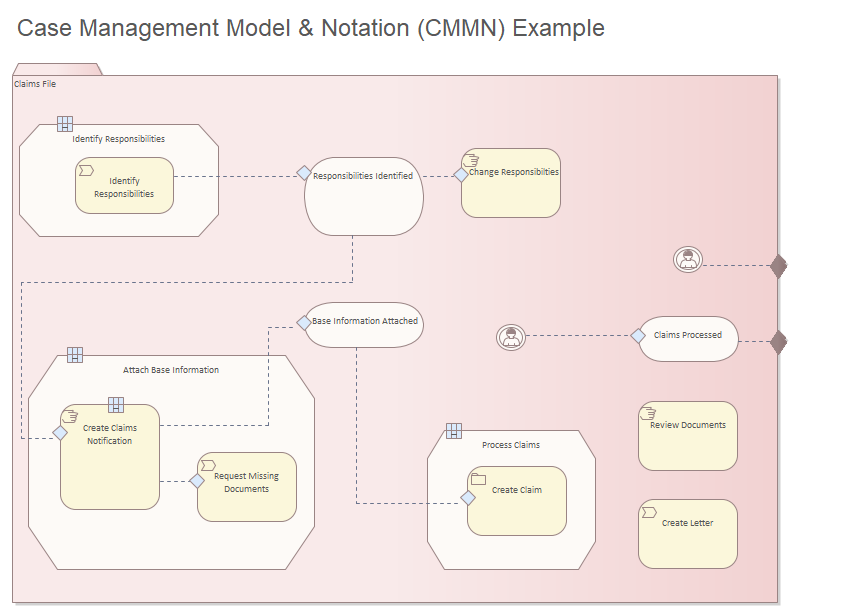 Case Management Model & Notation (CMMN) Example
Claims File
Identify Responsibilities
Identify
Responsibilities
Responsibilities Identified
Change Responsibilties
Base Information Attached
Claims Processed
Attach Base Information
Create Claims
Notification
Request Missing
Documents
Process Claims
Create Claim
Review Documents
Create Letter